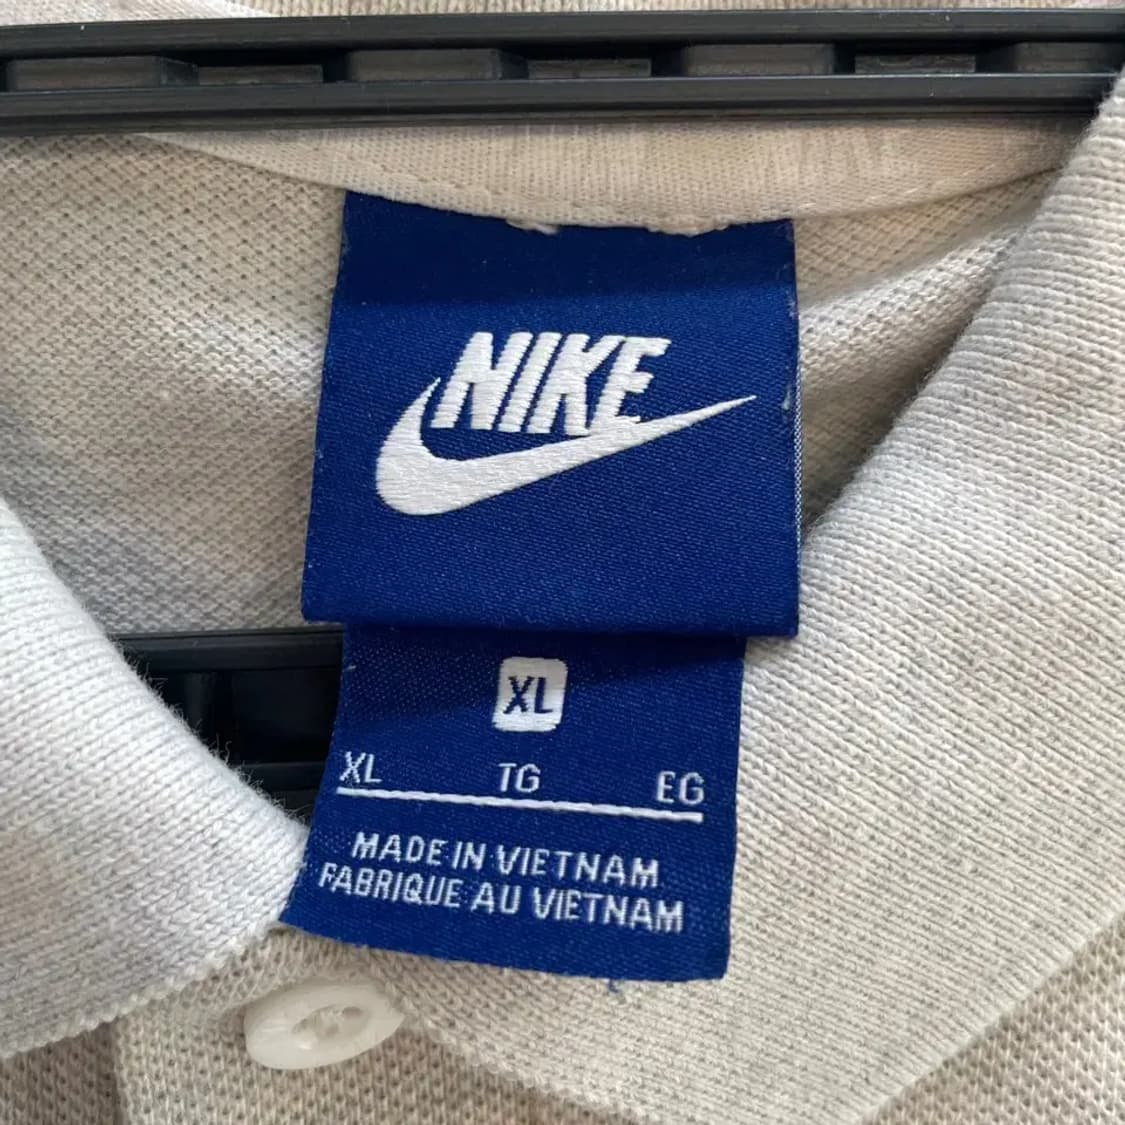 NIKE
XL
XL TG EG
MADE IN VIETNAM
FABRIQUE AU VIETNAM